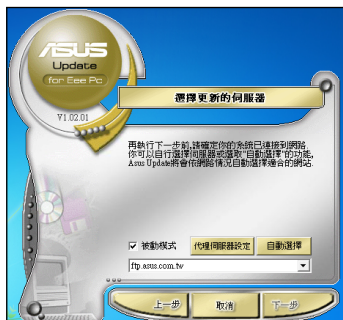 ASUS
Update
for Eee Pc
V1.02.01
選擇更新的伺服器
再執行下一步前,請確定你的系統已連接到網路.
你可以自行選擇伺服器或選取"自動選擇"的功能,
Asus Update將會依網路情況自動選擇適合的網站.
被動模式
代理伺服器設定
自動選擇
ftp.asus.com.tw
上一步
取消
下一步